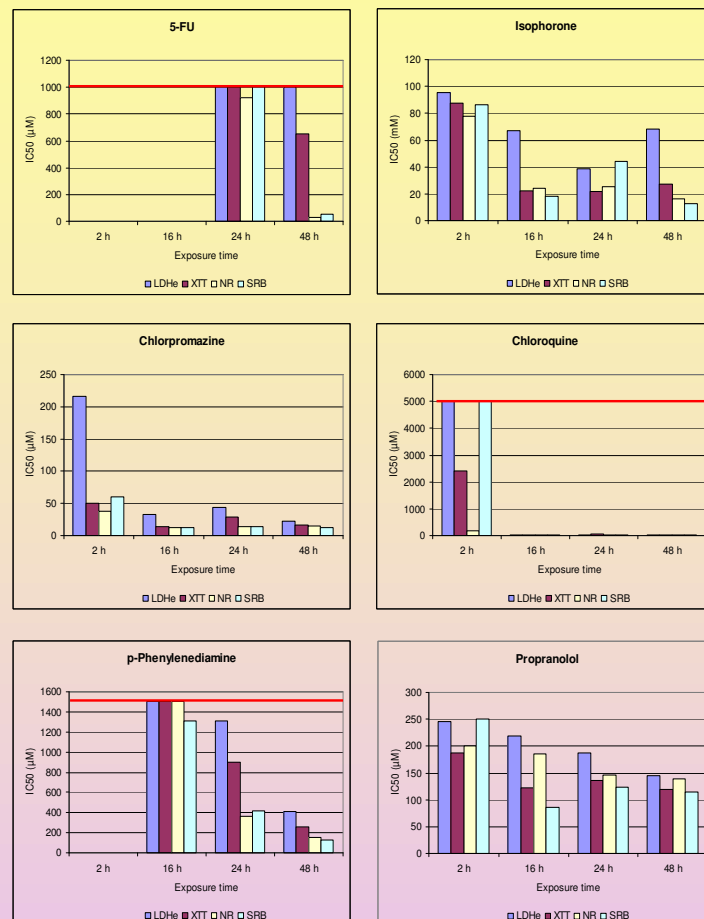 5-FU
1200
1000
800
600
400
200
0
IC50 (µM)
2 h 16 h 24 h 48 h
Exposure time
LDHe XTT NR SRB
Isophorone
120
100
80
60
40
20
0
IC50 (mM)
2 h 16 h 24 h 48 h
Exposure time
LDHe XTT NR SRB
Chlorpromazine
250
200
150
100
50
0
IC50 (µM)
2 h 16 h 24 h 48 h
Exposure time
LDHe XTT NR SRB
Chloroquine
6000
5000
4000
3000
2000
1000
0
IC50 (µM)
2 h 16 h 24 h 48 h
Exposure time
LDHe XTT NR SRB
p-Phenylenediamine
1600
1400
1200
1000
800
600
400
200
0
IC50 (µM)
2 h 16 h 24 h 48 h
Exposure time
LDHe XTT NR SRB
Propranolol
300
250
200
150
100
50
0
IC50 (µM)
2 h 16 h 24 h 48 h
Exposure time
LDHe XTT NR SRB